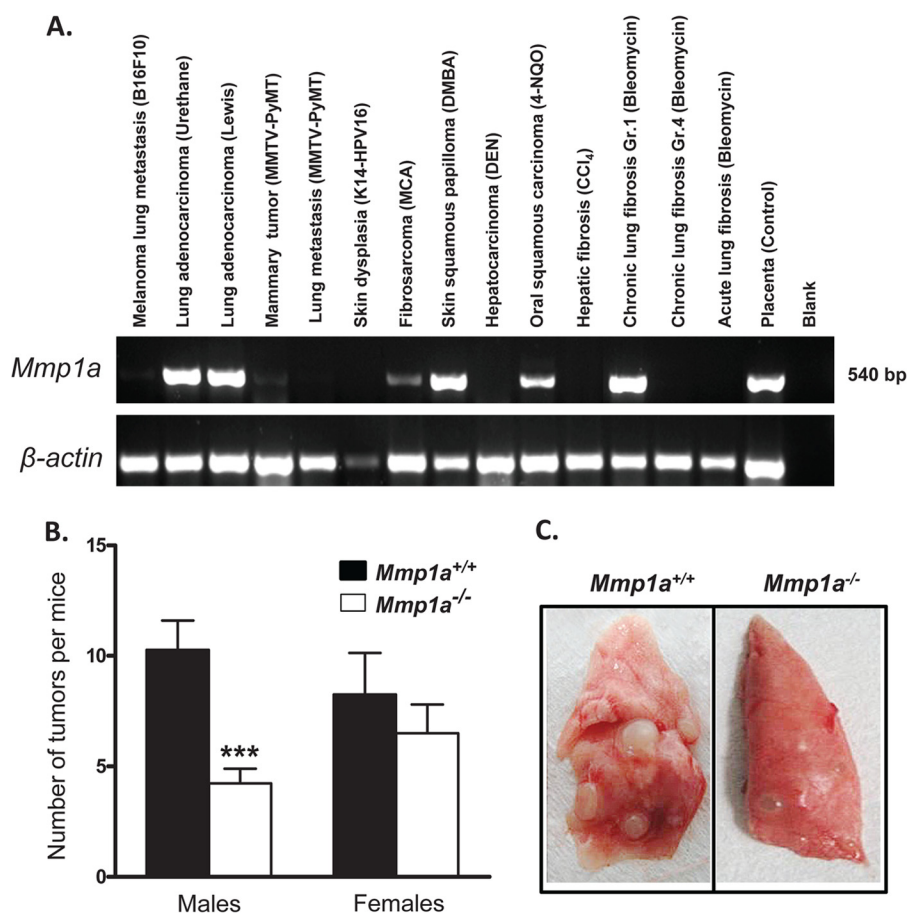 A.
Melanoma lung metastasis (B16F10)
Lung adenocarcinoma (Urethane)
Lung adenocarcinoma (Lewis)
Mammary tumor (MMTV-PyMT)
Lung metastasis (MMTV-PyMT)
Skin dysplasia (K14-HPV16)
Fibrosarcoma (MCA)
Skin squamous papilloma (DMBA)
Hepatocarcinoma (DEN)
Oral squamous carcinoma (4-NQO)
Hepatic fibrosis (CCl₄)
Chronic lung fibrosis Gr.1 (Bleomycin)
Chronic lung fibrosis Gr.4 (Bleomycin)
Acute lung fibrosis (Bleomycin)
Placenta (Control)
Blank
Mmp1a
540 bp
β-actin
B.
Number of tumors per mice
15
10
5
0
Mmp1a+/+
Mmp1a-/-
***
Males
Females
C.
Mmp1a+/+
Mmp1a-/-